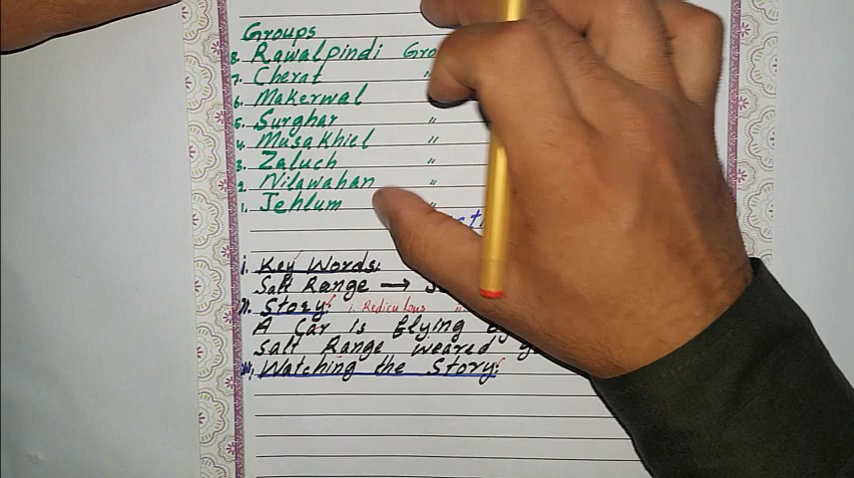 Groups
8. Rawalpindi Gro
7. Cherat "
6. Makerwal
5. Surghar "
4. Musakhiel "
3. Zaluch "
2. Nilawahan "
1. Jehlum "
i. Key Words:
Salt Range →
II. Story: i. Rediculous
A Car is flying
Salt Range weared
III. Watching the Story: